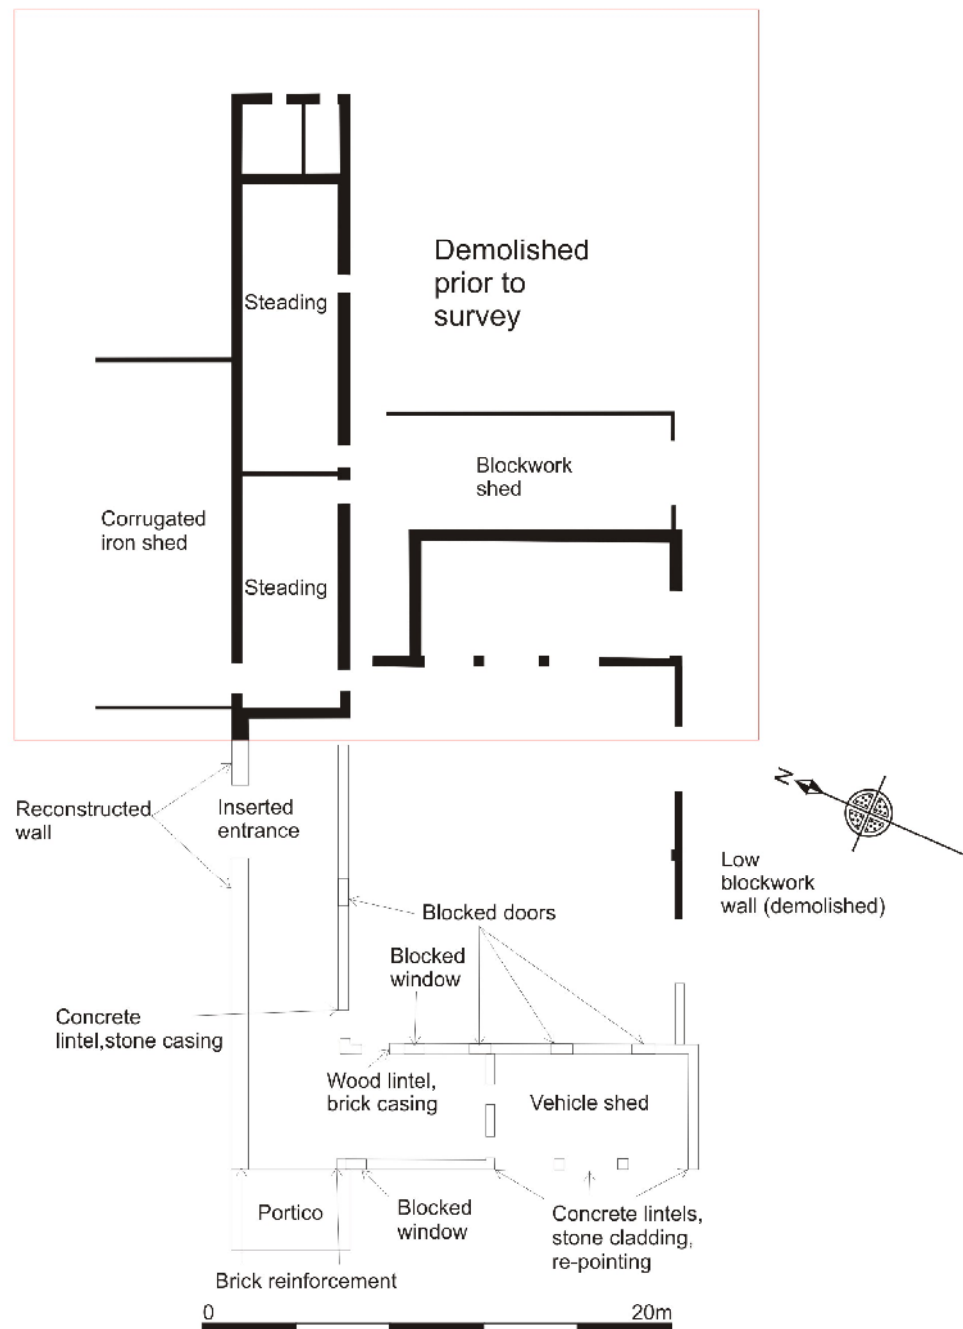 Demolished
prior to
survey
Steading
Blockwork
shed
Corrugated
iron shed
Steading
N
Reconstructed
wall
Inserted
entrance
Low
blockwork
wall (demolished)
Blocked doors
Blocked
window
Concrete
lintel,stone casing
Wood lintel,
brick casing
Vehicle shed
Portico
Blocked
window
Concrete lintels,
stone cladding,
re-pointing
Brick reinforcement
0 20m